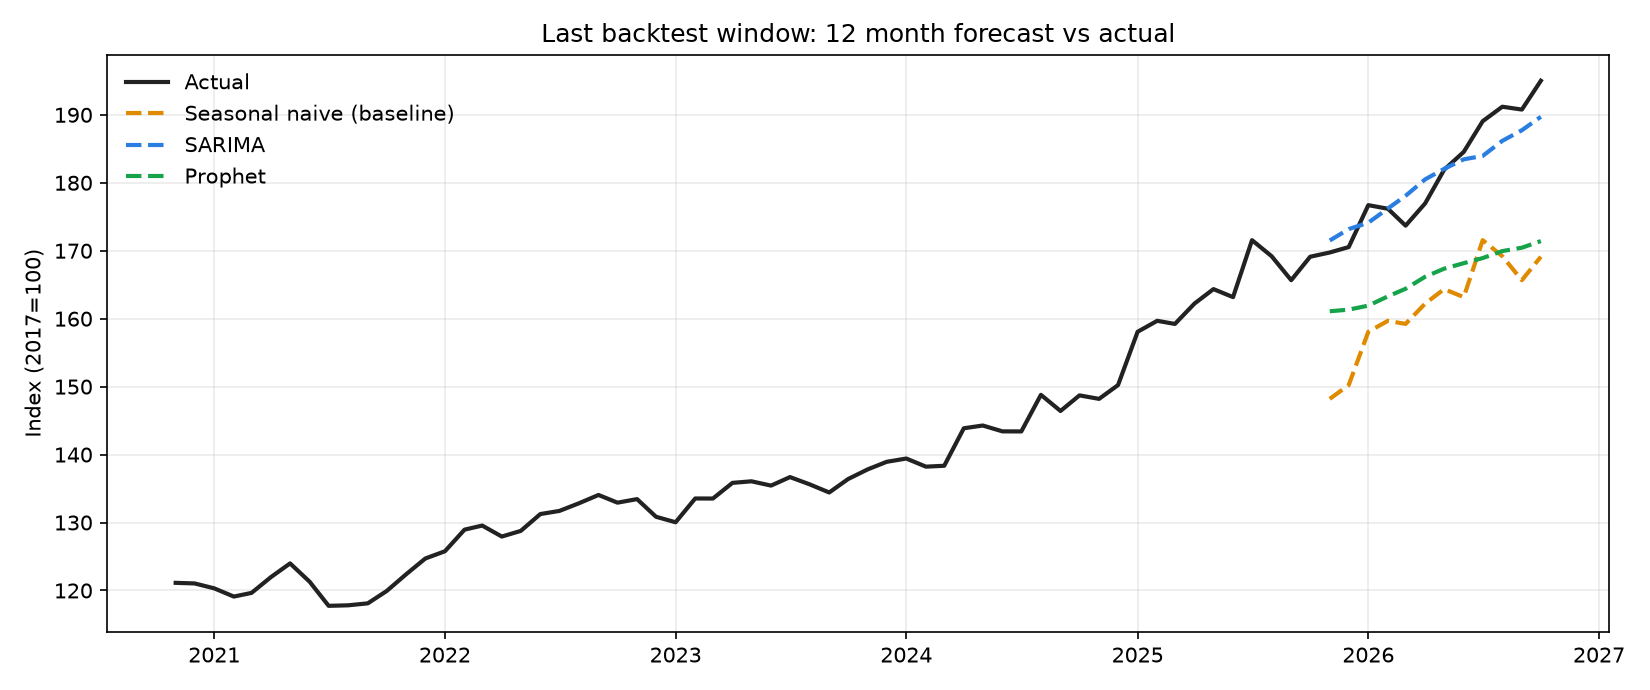 Last backtest window: 12 month forecast vs actual
Actual
Seasonal naive (baseline)
SARIMA
Prophet
Index (2017=100)
190
180
170
160
150
140
130
120
2021 2022 2023 2024 2025 2026 2027